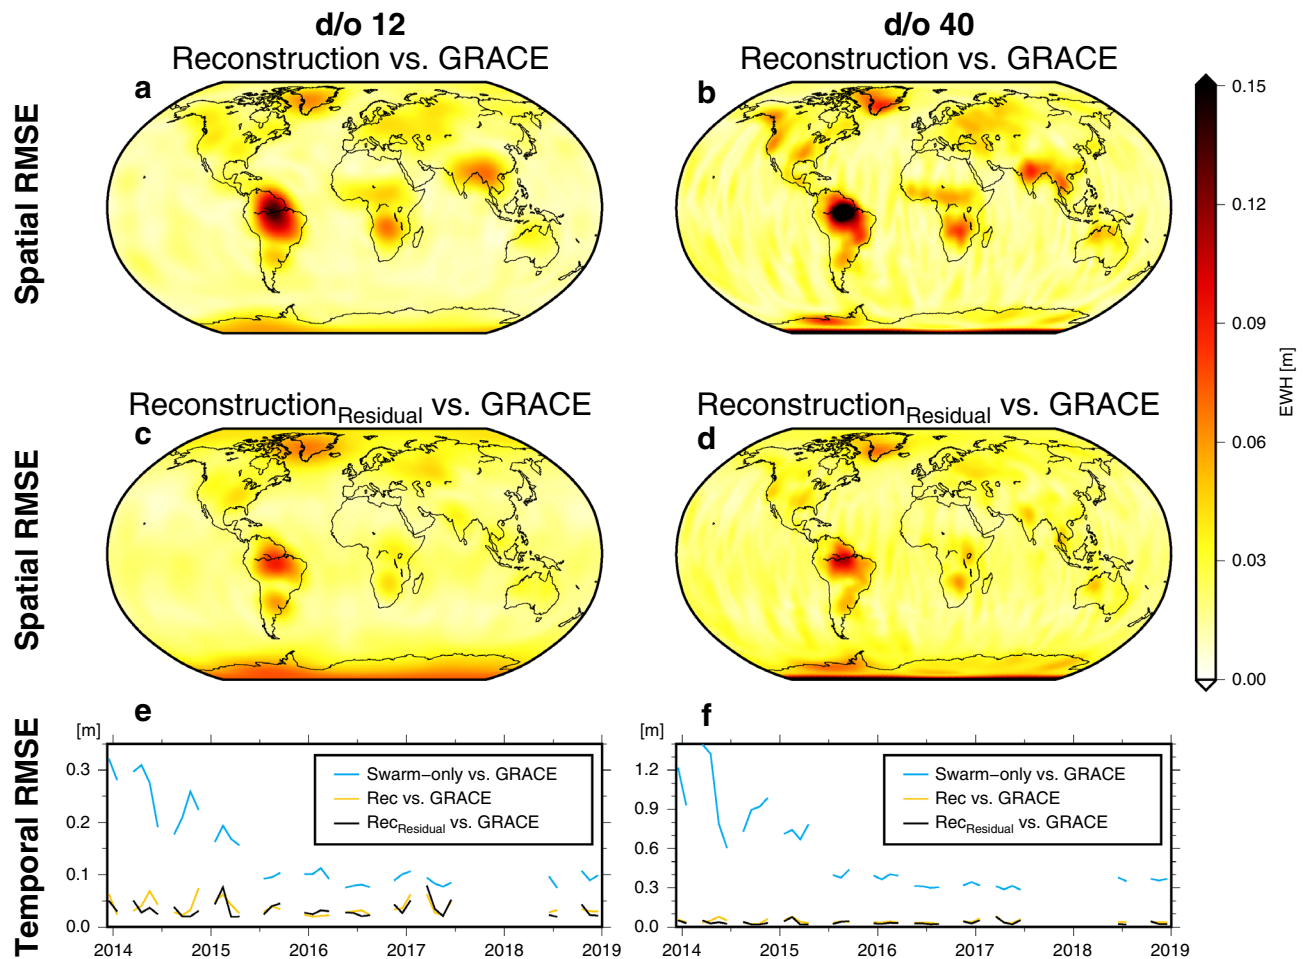 d/o 12
Reconstruction vs. GRACE
d/o 40
Reconstruction vs. GRACE
Spatial RMSE
a
b
0.15
0.12
0.09
0.06
0.03
0.00
EWH [m]
Reconstruction_Residual vs. GRACE
Reconstruction_Residual vs. GRACE
Spatial RMSE
c
d
Temporal RMSE
e
[m]
0.3
0.2
0.1
0.0
Swarm-only vs. GRACE
Rec vs. GRACE
Rec_Residual vs. GRACE
2014 2015 2016 2017 2018 2019
f
[m]
1.2
0.9
0.6
0.3
0.0
Swarm-only vs. GRACE
Rec vs. GRACE
Rec_Residual vs. GRACE
2014 2015 2016 2017 2018 2019